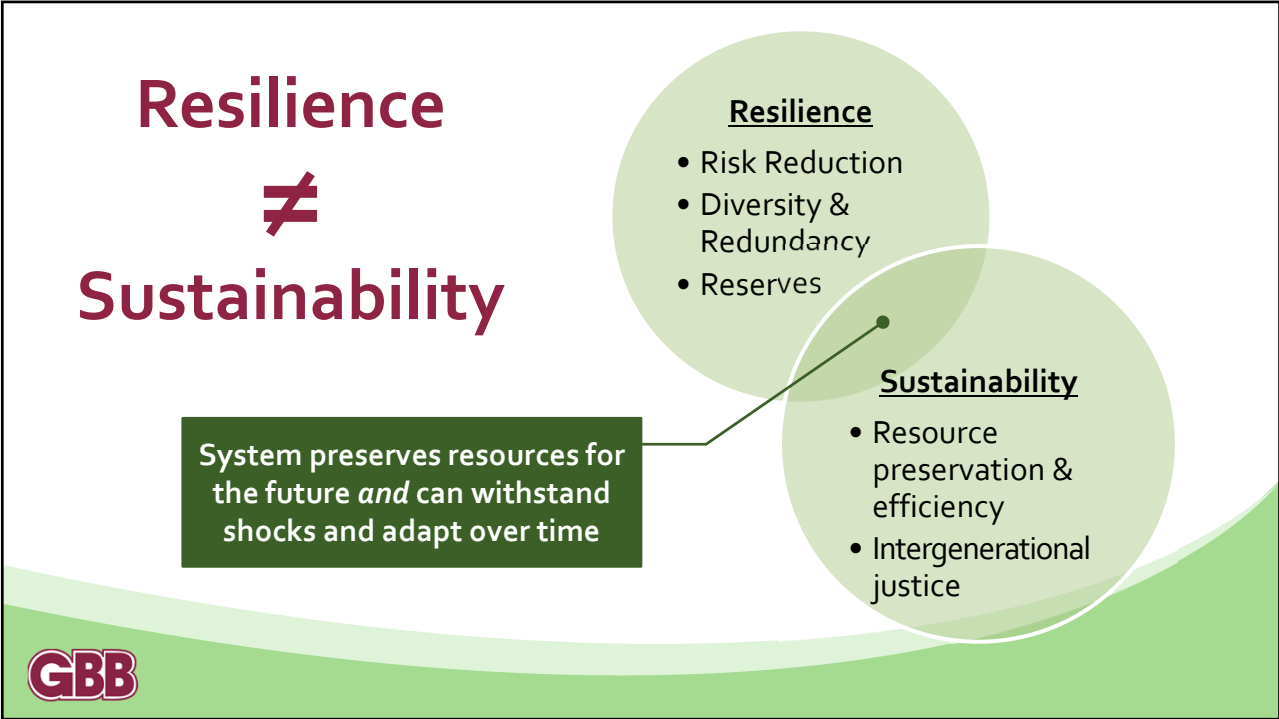 Resilience
≠
Sustainability
Resilience
• Risk Reduction
• Diversity &
Redundancy
• Reserves
Sustainability
• Resource
preservation &
efficiency
• Intergenerational
justice
System preserves resources for
the future and can withstand
shocks and adapt over time
GBB